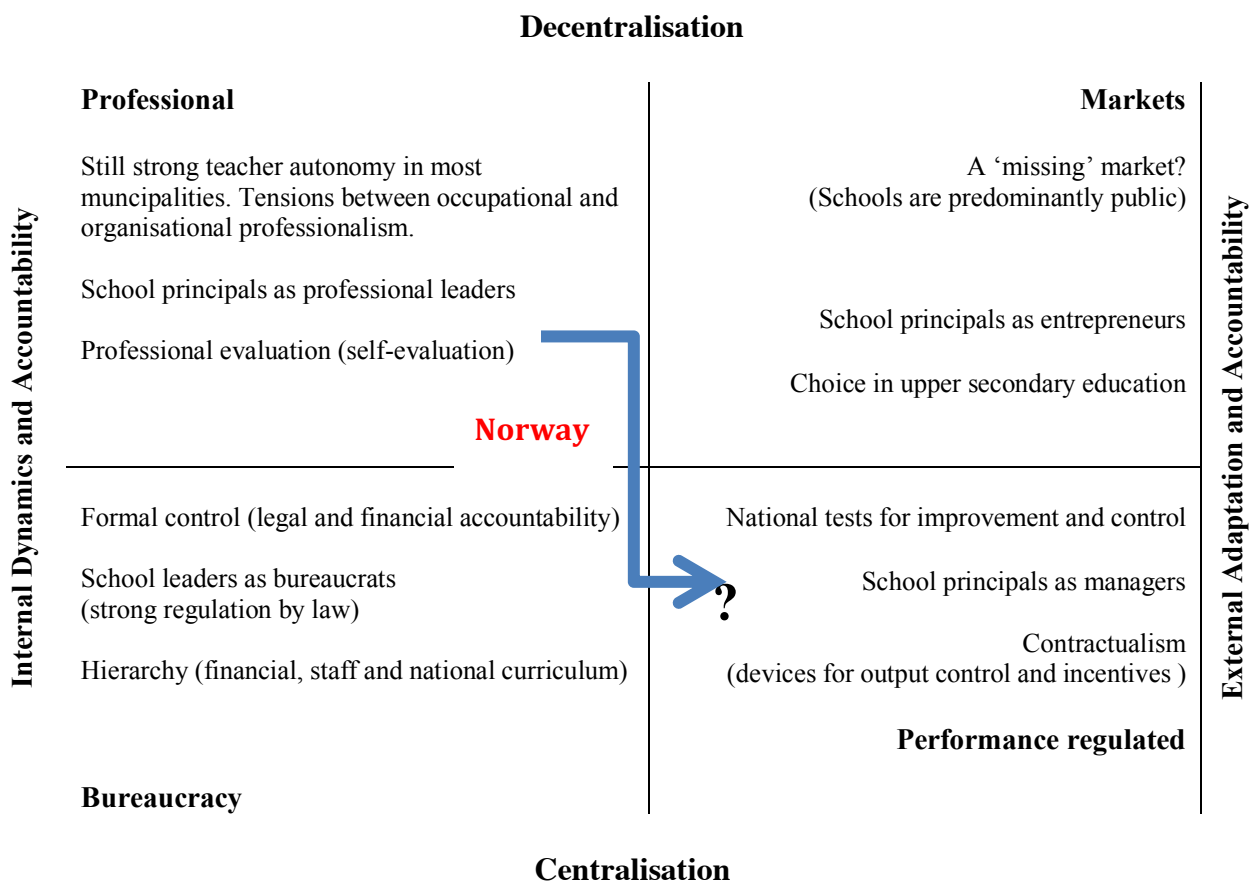 Decentralisation
Internal Dynamics and Accountability
Professional
Still strong teacher autonomy in most
muncipalities. Tensions between occupational and
organisational professionalism.
School principals as professional leaders
Professional evaluation (self-evaluation)
Markets
A ‘missing’ market?
(Schools are predominantly public)
School principals as entrepreneurs
Choice in upper secondary education
Norway
Formal control (legal and financial accountability)
School leaders as bureaucrats
(strong regulation by law)
Hierarchy (financial, staff and national curriculum)
Bureaucracy
National tests for improvement and control
School principals as managers
?
Contractualism
(devices for output control and incentives )
Performance regulated
External Adaptation and Accountability
Centralisation